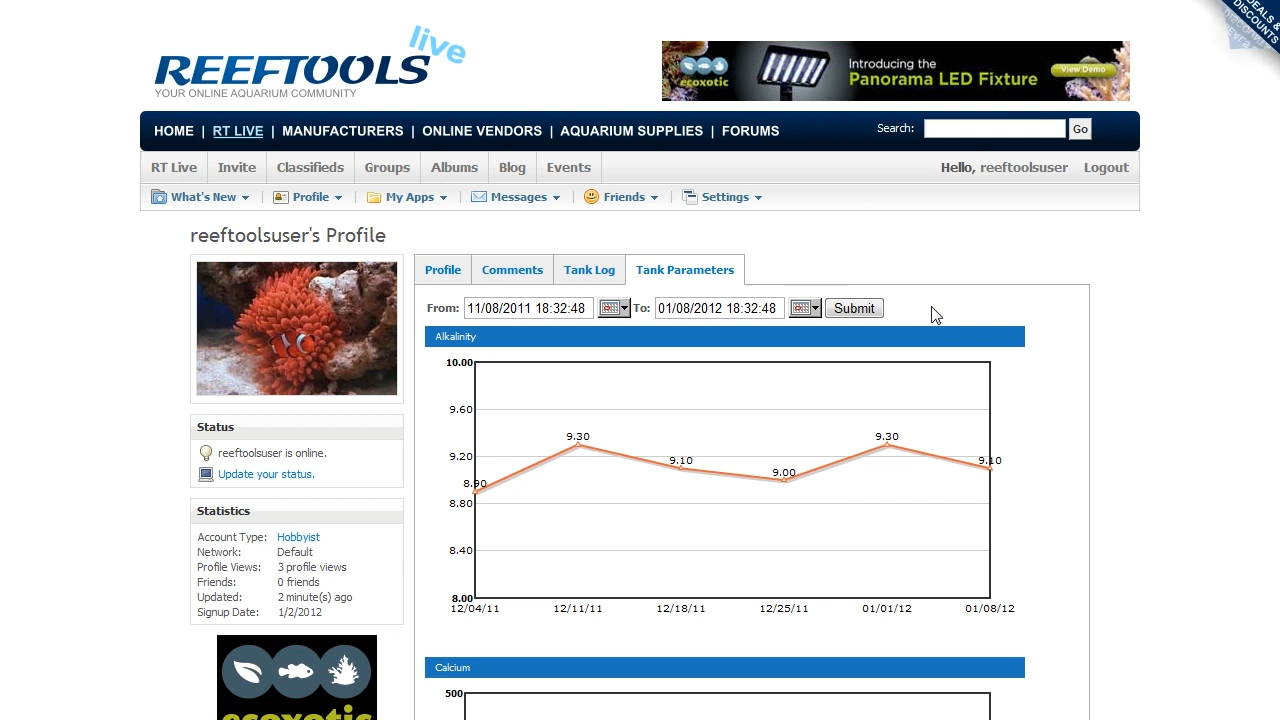 DEALS &
DISCOUNTS
live
REEFTOOLS
YOUR ONLINE AQUARIUM COMMUNITY
ecoxotic
Introducing the
Panorama LED Fixture
View Demo
HOME | RT LIVE | MANUFACTURERS | ONLINE VENDORS | AQUARIUM SUPPLIES | FORUMS
Search:
Go
RT Live Invite Classifieds Groups Albums Blog Events
Hello, reeftoolsuser Logout
What's New Profile My Apps Messages Friends Settings
reeftoolsuser's Profile
Profile Comments Tank Log Tank Parameters
From: 11/08/2011 18:32:48 To: 01/08/2012 18:32:48 Submit
Alkalinity
10.00
9.60
9.20
8.80
8.40
8.00
8.90
9.30
9.10
9.00
9.30
9.10
12/04/11 12/11/11 12/18/11 12/25/11 01/01/12 01/08/12
Calcium
500
Status
reeftoolsuser is online.
Update your status.
Statistics
Account Type: Hobbyist
Network: Default
Profile Views: 3 profile views
Friends: 0 friends
Updated: 2 minute(s) ago
Signup Date: 1/2/2012
ecoxotic